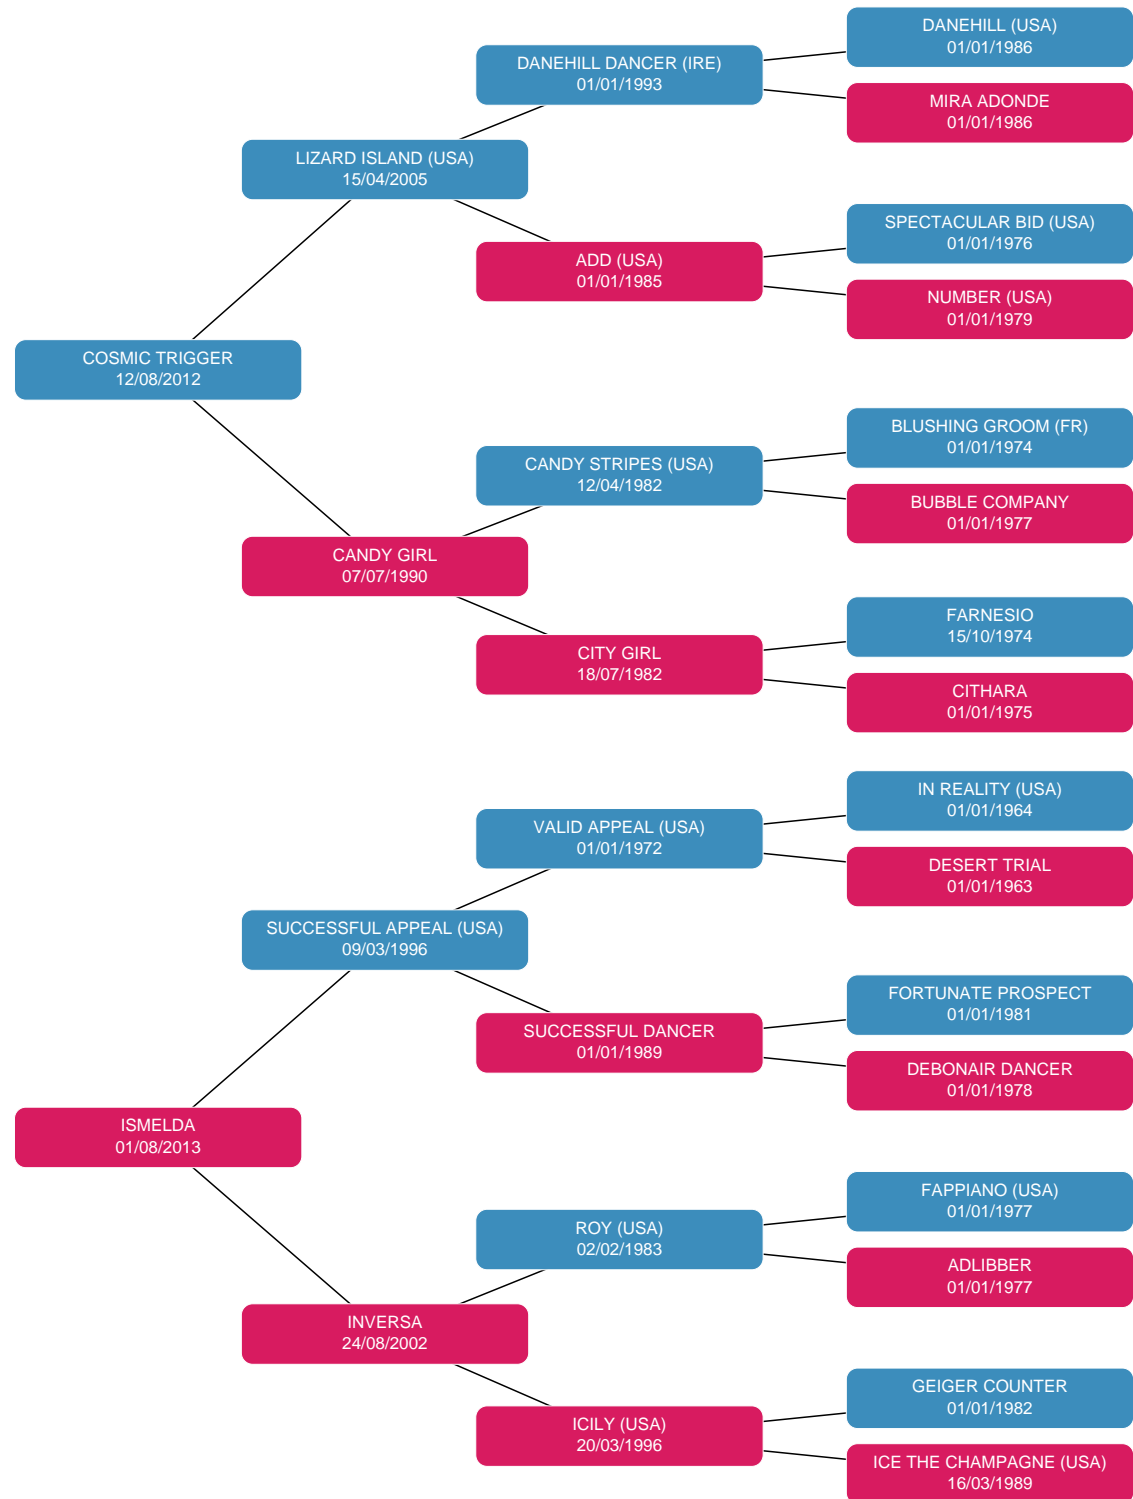 DANEHILL (USA)
01/01/1986
DANEHILL DANCER (IRE)
01/01/1993
MIRA ADONDE
01/01/1986
LIZARD ISLAND (USA)
15/04/2005
SPECTACULAR BID (USA)
01/01/1976
ADD (USA)
01/01/1985
NUMBER (USA)
01/01/1979
COSMIC TRIGGER
12/08/2012
BLUSHING GROOM (FR)
01/01/1974
CANDY STRIPES (USA)
12/04/1982
BUBBLE COMPANY
01/01/1977
CANDY GIRL
07/07/1990
FARNESIO
15/10/1974
CITY GIRL
18/07/1982
CITHARA
01/01/1975
IN REALITY (USA)
01/01/1964
VALID APPEAL (USA)
01/01/1972
DESERT TRIAL
01/01/1963
SUCCESSFUL APPEAL (USA)
09/03/1996
FORTUNATE PROSPECT
01/01/1981
SUCCESSFUL DANCER
01/01/1989
DEBONAIR DANCER
01/01/1978
ISMELDA
01/08/2013
FAPPIANO (USA)
01/01/1977
ROY (USA)
02/02/1983
ADLIBBER
01/01/1977
INVERSA
24/08/2002
GEIGER COUNTER
01/01/1982
ICILY (USA)
20/03/1996
ICE THE CHAMPAGNE (USA)
16/03/1989